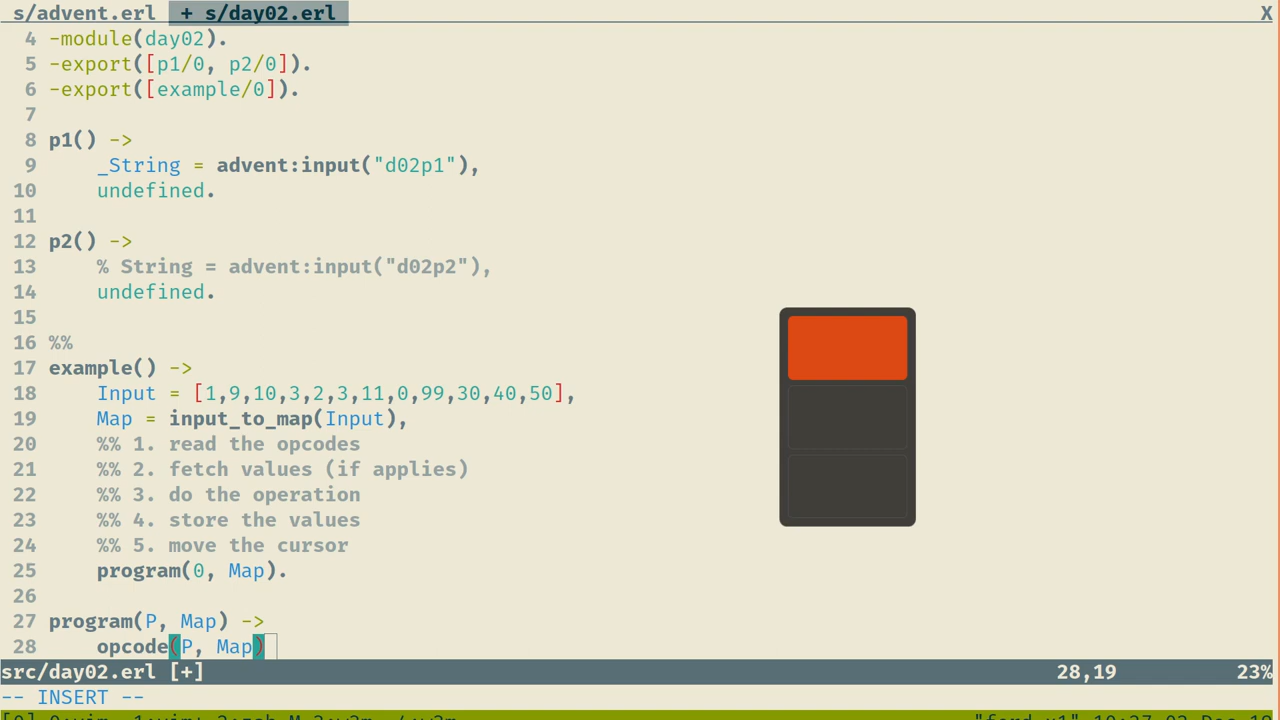 s/advent.erl + s/day02.erl X
4 -module(day02).
5 -export([p1/0, p2/0]).
6 -export([example/0]).
7
8 p1() ->
9 _String = advent:input("d02p1"),
10 undefined.
11
12 p2() ->
13 % String = advent:input("d02p2"),
14 undefined.
15
16 %%
17 example() ->
18 Input = [1,9,10,3,2,3,11,0,99,30,40,50],
19 Map = input_to_map(Input),
20 %% 1. read the opcodes
21 %% 2. fetch values (if applies)
22 %% 3. do the operation
23 %% 4. store the values
24 %% 5. move the cursor
25 program(0, Map).
26
27 program(P, Map) ->
28 opcode(P, Map)
src/day02.erl [+] 28,19 23%
-- INSERT --